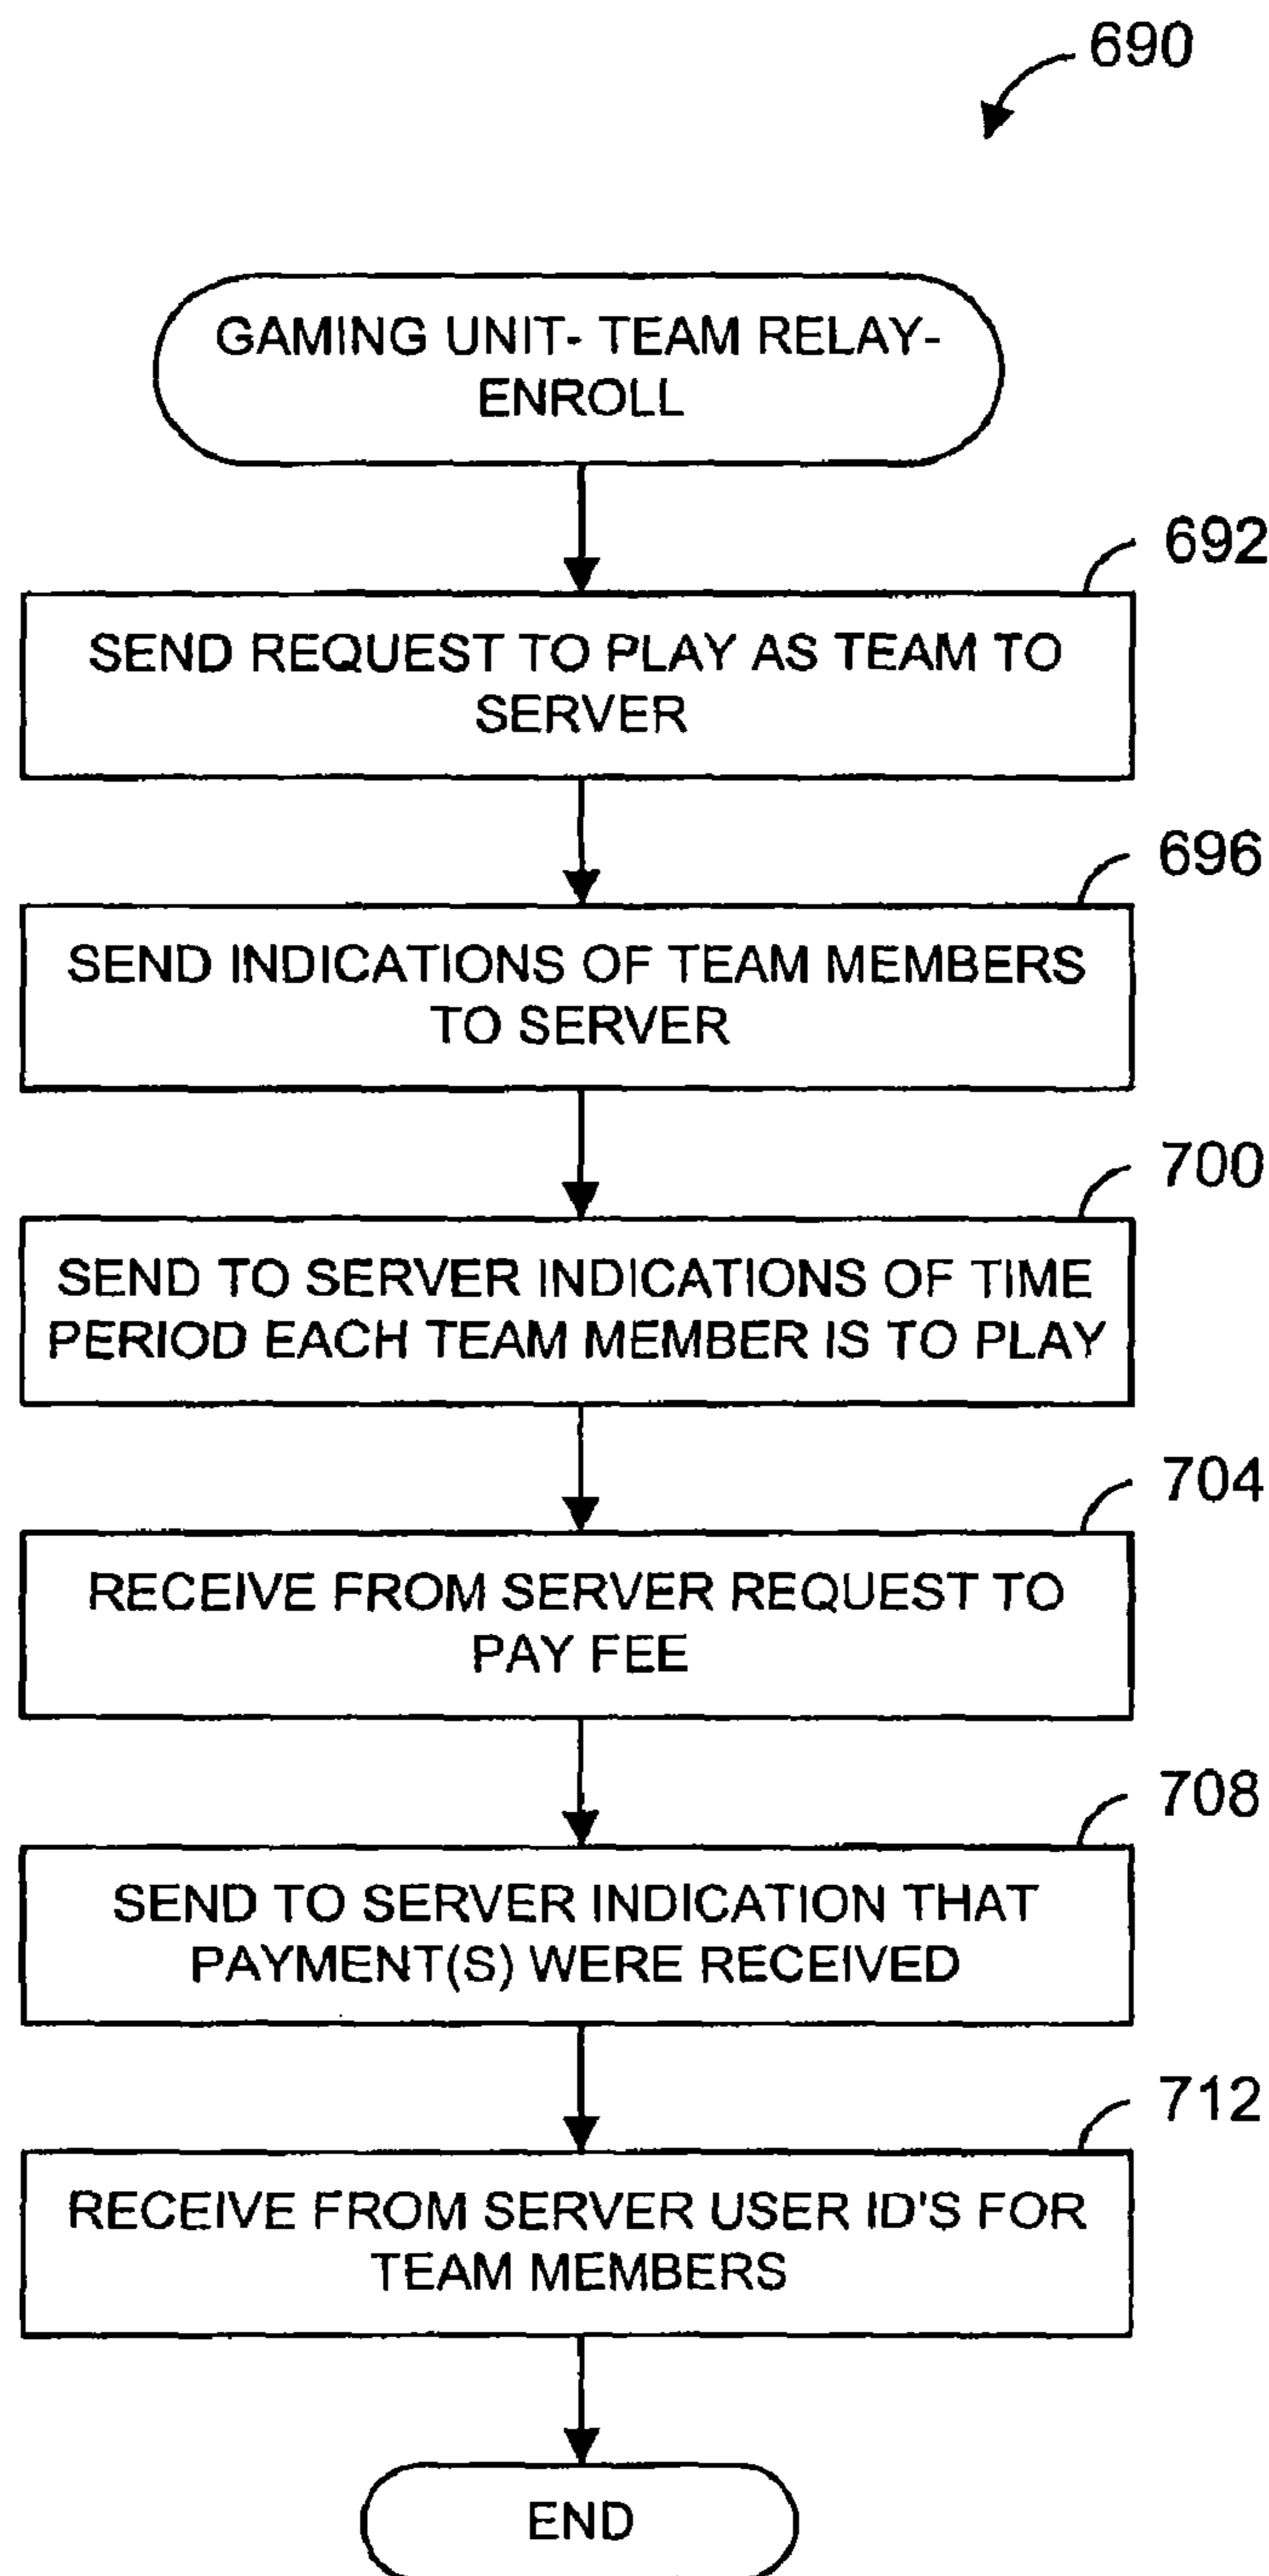 690
GAMING UNIT- TEAM RELAY-
ENROLL
692
SEND REQUEST TO PLAY AS TEAM TO
SERVER
696
SEND INDICATIONS OF TEAM MEMBERS
TO SERVER
700
SEND TO SERVER INDICATIONS OF TIME
PERIOD EACH TEAM MEMBER IS TO PLAY
704
RECEIVE FROM SERVER REQUEST TO
PAY FEE
708
SEND TO SERVER INDICATION THAT
PAYMENT(S) WERE RECEIVED
712
RECEIVE FROM SERVER USER ID'S FOR
TEAM MEMBERS
END